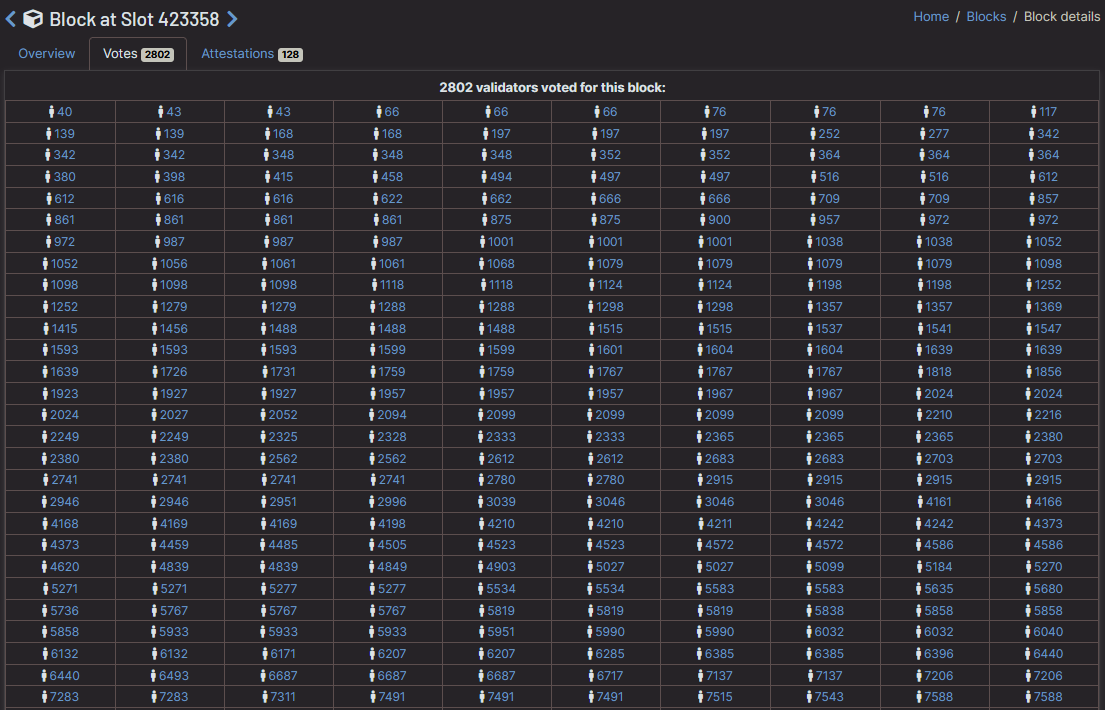 Block at Slot 423358
Home / Blocks / Block details
Overview Votes 2802 Attestations 128
2802 validators voted for this block:
40 43 43 66 66 66 76 76 76 117
139 139 168 168 197 197 197 252 277 342
342 342 348 348 348 352 352 364 364 364
380 398 415 458 494 497 497 516 516 612
612 616 616 622 662 666 666 709 709 857
861 861 861 861 875 875 900 957 972 972
972 987 987 987 1001 1001 1001 1038 1038 1052
1052 1056 1061 1061 1068 1079 1079 1079 1079 1098
1098 1098 1098 1118 1118 1124 1124 1198 1198 1252
1252 1279 1279 1288 1288 1298 1298 1357 1357 1369
1415 1456 1488 1488 1488 1515 1515 1537 1541 1547
1593 1593 1593 1599 1599 1601 1604 1604 1639 1639
1639 1726 1731 1759 1759 1767 1767 1767 1818 1856
1923 1927 1927 1957 1957 1957 1967 1967 2024 2024
2024 2027 2052 2094 2099 2099 2099 2099 2210 2216
2249 2249 2325 2328 2333 2333 2365 2365 2365 2380
2380 2380 2562 2562 2612 2612 2683 2683 2703 2703
2741 2741 2741 2741 2780 2780 2915 2915 2915 2915
2946 2946 2951 2996 3039 3046 3046 3046 4161 4166
4168 4169 4169 4198 4210 4210 4211 4242 4242 4373
4373 4459 4485 4505 4523 4523 4572 4572 4586 4586
4620 4839 4839 4849 4903 5027 5027 5099 5184 5270
5271 5271 5277 5277 5534 5534 5583 5583 5635 5680
5736 5767 5767 5767 5819 5819 5819 5838 5858 5858
5858 5933 5933 5933 5951 5990 5990 6032 6032 6040
6132 6132 6171 6207 6207 6285 6385 6385 6396 6440
6440 6493 6687 6687 6687 6717 7137 7137 7206 7206
7283 7283 7311 7491 7491 7491 7515 7543 7588 7588